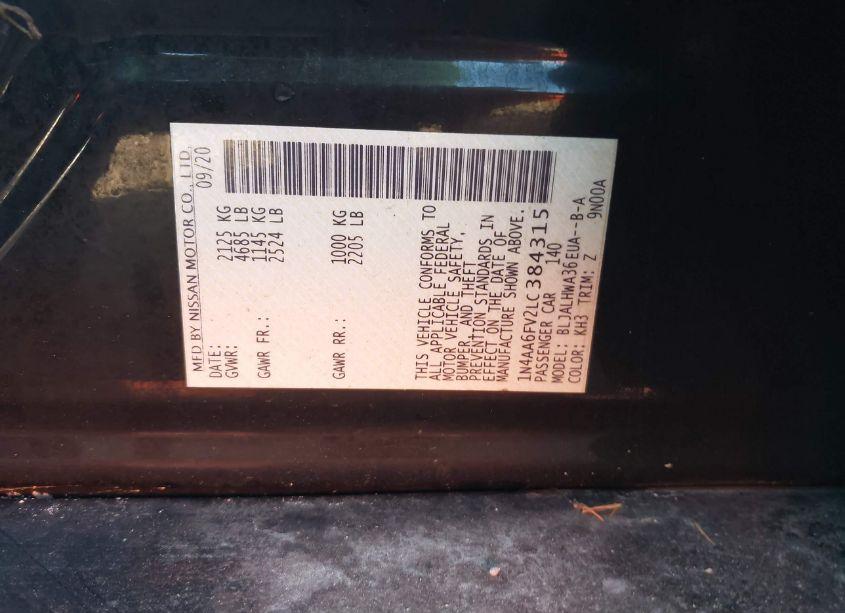 MFD BY NISSAN MOTOR CO., LTD.
DATE: 09/20
GVWR: 2125 KG
4685 LB
GAWR FR.: 1145 KG
2524 LB
GAWR RR.: 1000 KG
2205 LB
THIS VEHICLE CONFORMS TO
ALL APPLICABLE FEDERAL
MOTOR VEHICLE SAFETY,
BUMPER, AND THEFT
PREVENTION STANDARDS IN
EFFECT ON THE DATE OF
MANUFACTURE SHOWN ABOVE.
1N4AA6FV2LC384315
PASSENGER CAR 140
MODEL: BLJALHWA36EUA--B-A
COLOR: KH3 TRIM: Z 9N00A